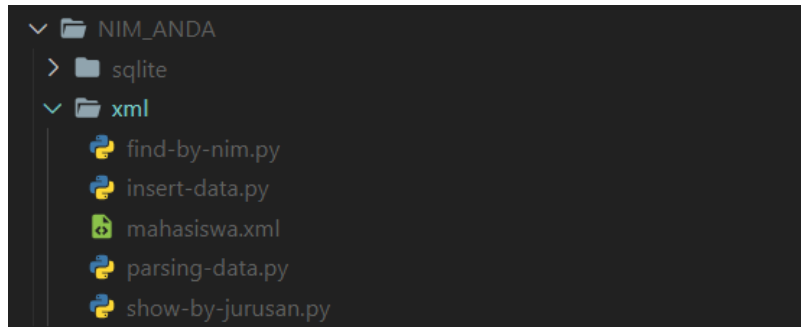 NIM_ANDA
sqlite
xml
find-by-nim.py
insert-data.py
mahasiswa.xml
parsing-data.py
show-by-jurusan.py